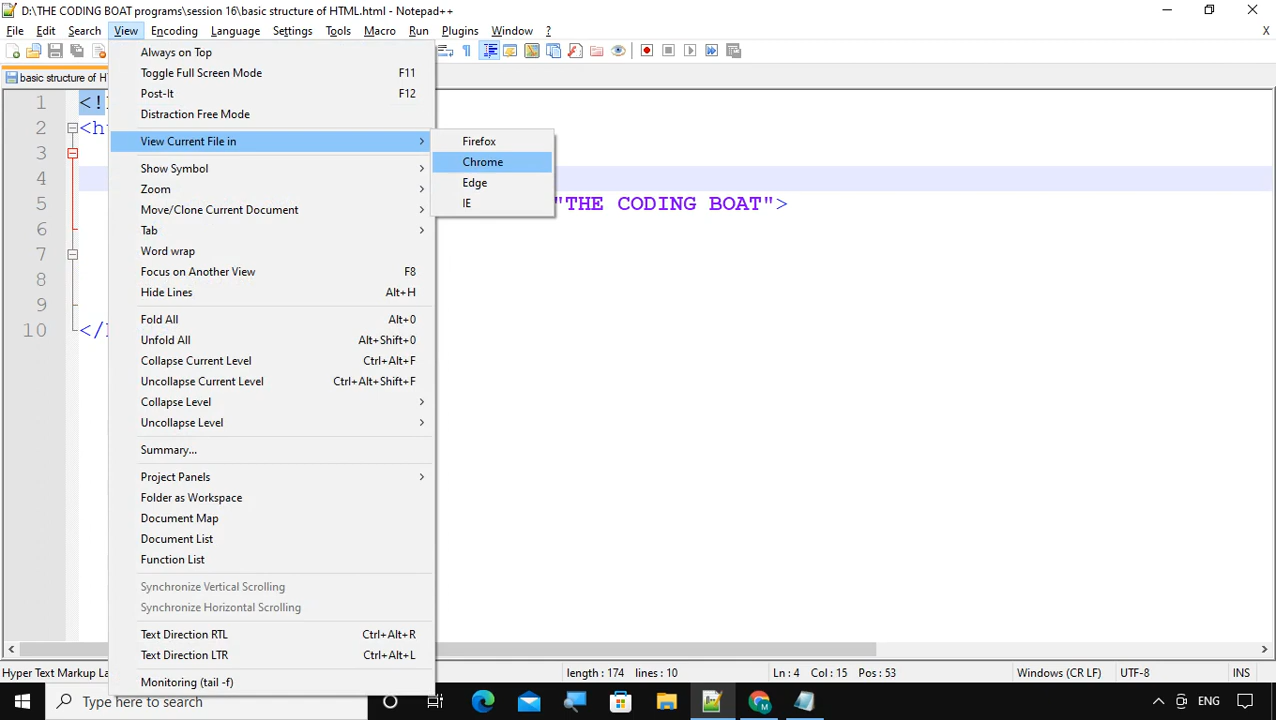 D:\THE CODING BOAT programs\session 16\basic structure of HTML.html - Notepad++
File Edit Search View Encoding Language Settings Tools Macro Run Plugins Window ? X
basic structure of H
Always on Top
Toggle Full Screen Mode F11
Post-It F12
Distraction Free Mode
View Current File in
Firefox
Chrome
Edge
IE
Show Symbol
Zoom
Move/Clone Current Document
Tab
Word wrap
Focus on Another View F8
Hide Lines Alt+H
Fold All Alt+0
Unfold All Alt+Shift+0
Collapse Current Level Ctrl+Alt+F
Uncollapse Current Level Ctrl+Alt+Shift+F
Collapse Level
Uncollapse Level
Summary...
Project Panels
Folder as Workspace
Document Map
Document List
Function List
Synchronize Vertical Scrolling
Synchronize Horizontal Scrolling
Text Direction RTL Ctrl+Alt+R
Text Direction LTR Ctrl+Alt+L
Monitoring (tail -f)
1 <!
2 <h
3
4
5 "THE CODING BOAT">
6
7
8
9
10 </
Hyper Text Markup La length : 174 lines : 10 Ln : 4 Col : 15 Pos : 53 Windows (CR LF) UTF-8 INS
Type here to search ENG